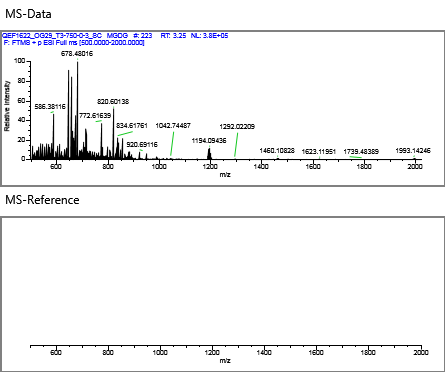 MS-Data
QEF1622_OG29_T3-750-0-3_BC MGDG #: 223 RT: 3.25 NL: 3.8E+05
F: FTMS + p ESI Full ms [500.0000-2000.0000]
678.48016
100
80
60
40
20
0
Relative Intensity
586.38116
820.60138
772.61639
834.61761
1042.74487
1292.02209
920.69116
1194.09436
1460.10828
1623.11951
1739.48389
1993.14246
600 800 1000 1200 1400 1600 1800 2000
m/z
MS-Reference
600 800 1000 1200 1400 1600 1800 2000
m/z